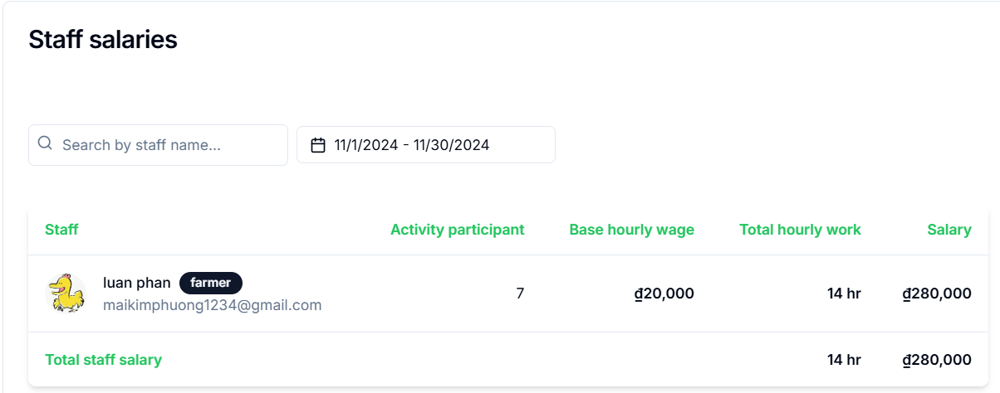 Staff salaries
Search by staff name...
11/1/2024 - 11/30/2024
Staff Activity participant Base hourly wage Total hourly work Salary
luan phan farmer
maikimphuong1234@gmail.com
7 ₫20,000 14 hr ₫280,000
Total staff salary 14 hr ₫280,000